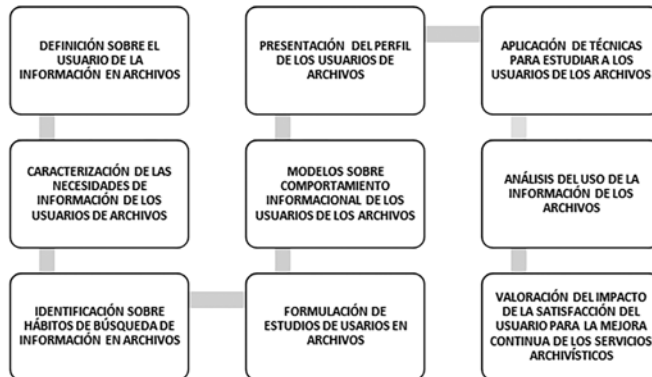 DEFINICIÓN SOBRE EL
USUARIO DE LA
INFORMACIÓN EN ARCHIVOS
CARACTERIZACIÓN DE LAS
NECESIDADES DE
INFORMACIÓN DE LOS
USUARIOS DE ARCHIVOS
IDENTIFICACIÓN SOBRE
HÁBITOS DE BÚSQUEDA DE
INFORMACIÓN EN ARCHIVOS
FORMULACIÓN DE
ESTUDIOS DE USARIOS EN
ARCHIVOS
MODELOS SOBRE
COMPORTAMIENTO
INFORMACIONAL DE LOS
USUARIOS DE LOS ARCHIVOS
PRESENTACIÓN DEL PERFIL
DE LOS USUARIOS DE
ARCHIVOS
APLICACIÓN DE TÉCNICAS
PARA ESTUDIAR A LOS
USUARIOS DE LOS ARCHIVOS
ANÁLISIS DEL USO DE LA
INFORMACIÓN DE LOS
ARCHIVOS
VALORACIÓN DEL IMPACTO
DE LA SATISFACCIÓN DEL
USUARIO PARA LA MEJORA
CONTINUA DE LOS SERVICIOS
ARCHIVÍSTICOS